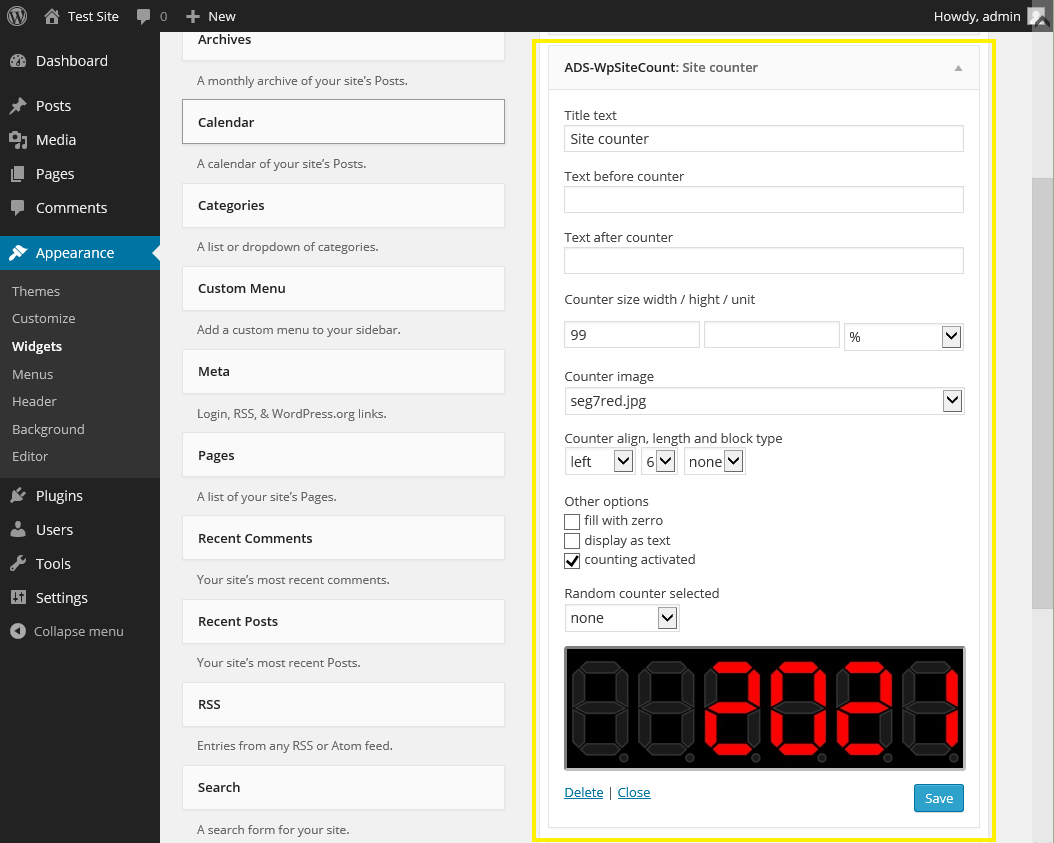 Test Site 0 New Howdy, admin
Dashboard
Posts
Media
Pages
Comments
Appearance
Themes
Customize
Widgets
Menus
Header
Background
Editor
Plugins
Users
Tools
Settings
Collapse menu
Archives
A monthly archive of your site’s Posts.
Calendar
A calendar of your site’s Posts.
Categories
A list or dropdown of categories.
Custom Menu
Add a custom menu to your sidebar.
Meta
Login, RSS, & WordPress.org links.
Pages
A list of your site’s Pages.
Recent Comments
Your site’s most recent comments.
Recent Posts
Your site’s most recent Posts.
RSS
Entries from any RSS or Atom feed.
Search
A search form for your site.
ADS-WpSiteCount: Site counter
Title text
Site counter
Text before counter
Text after counter
Counter size width / hight / unit
99 %
Counter image
seg7red.jpg
Counter align, length and block type
left 6 none
Other options
fill with zerro
display as text
counting activated
Random counter selected
none
2021
Delete | Close Save